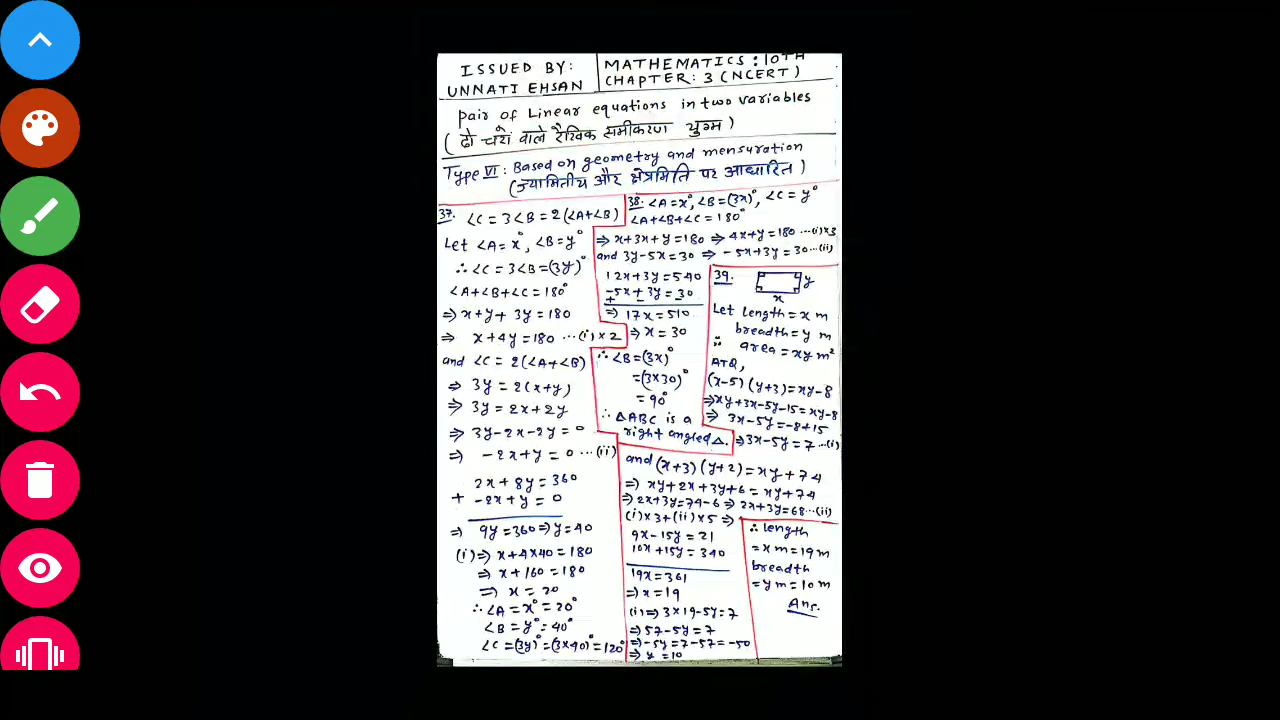 ISSUED BY:
UNNATI EHSAN
MATHEMATICS: 10TH
CHAPTER: 3 (NCERT)
Pair of Linear equations in two variables
(दो चरों वाले रैखिक समीकरण युग्म)
Type VI: Based on geometry and mensuration
(ज्यामितीय और क्षेत्रमिति पर आधारित)
37. ∠C = 3∠B = 2(∠A+∠B)
Let ∠A = x°, ∠B = y°
∴ ∠C = 3∠B = (3y)°
∠A+∠B+∠C = 180°
⇒ x+y+3y = 180
⇒ x+4y = 180 ...(i)×2
and ∠C = 2(∠A+∠B)
⇒ 3y = 2(x+y)
⇒ 3y = 2x+2y
⇒ 3y-2x-2y = 0
⇒ -2x+y = 0 ...(ii)
2x + 8y = 360
+ -2x + y = 0
⇒ 9y = 360 ⇒ y = 40
(i) ⇒ x+4×40 = 180
⇒ x+160 = 180
⇒ x = 20
∴ ∠A = x° = 20°
∠B = y° = 40°
∠C = (3y)° = (3×40)° = 120°
38. ∠A = x°, ∠B = (3x)°, ∠C = y°
∠A+∠B+∠C = 180°
⇒ x+3x+y = 180 ⇒ 4x+y = 180 ...(i)×3
and 3y-5x = 30 ⇒ -5x+3y = 30 ...(ii)
12x+3y = 540
-5x + 3y = 30
+ - -
⇒ 17x = 510
⇒ x = 30
∴ ∠B = (3x)°
= (3×30)°
= 90°
∴ △ABC is a
right angled △.
39.
y
x
Let length = x m
breadth = y m
∴ area = xy m²
ATQ,
(x-5) (y+3) = xy-8
⇒ xy+3x-5y-15 = xy-8
⇒ 3x-5y = -8+15
⇒ 3x-5y = 7 ...(i)
and (x+3) (y+2) = xy+74
⇒ xy+2x+3y+6 = xy+74
⇒ 2x+3y = 74-6 ⇒ 2x+3y = 68 ...(ii)
(i)×3+(ii)×5 ⇒
9x-15y = 21
10x+15y = 340
19x = 361
⇒ x = 19
(i) ⇒ 3×19-5y = 7
⇒ 57-5y = 7
⇒ -5y = 7-57 = -50
⇒ y = 10
∴ length
= x m = 19 m
breadth
= y m = 10 m
Ans.